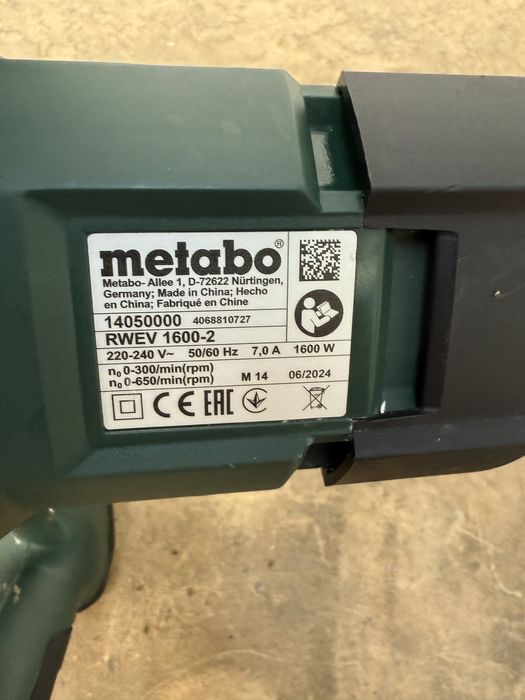 metabo®
Metabo- Allee 1, D-72622 Nürtingen,
Germany; Made in China; Hecho
en China; Fabriqué en Chine
14050000 4068810727
RWEV 1600-2
220-240 V~ 50/60 Hz 7,0 A 1600 W
n₀ 0-300/min(rpm)
n₀ 0-650/min(rpm) M 14 06/2024
CE EAC